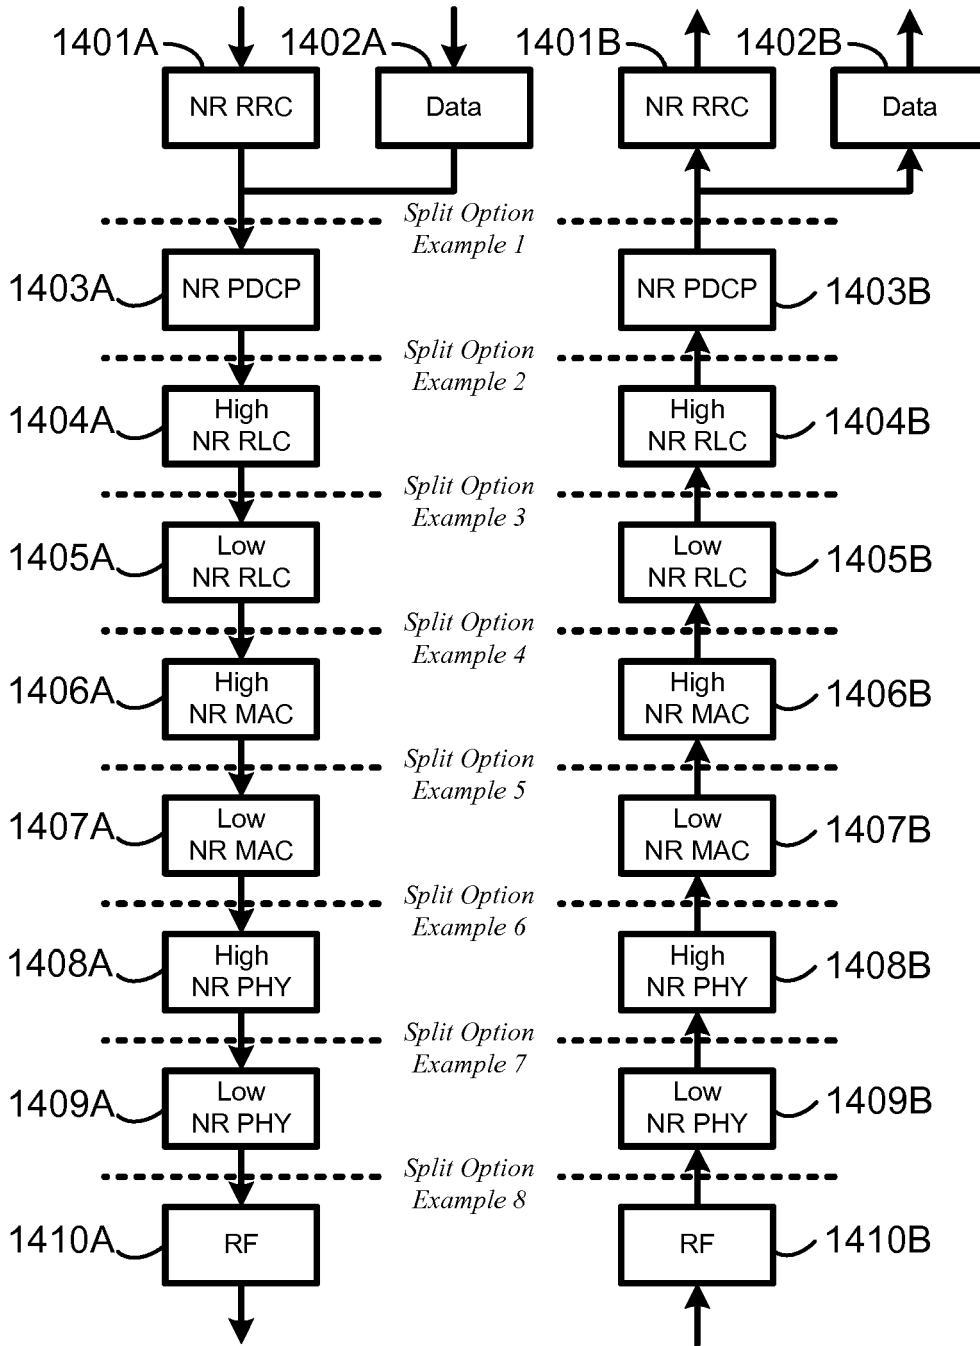 1401A
1402A
1401B
1402B
NR RRC
Data
NR RRC
Data
Split Option
Example 1
1403A
NR PDCP
NR PDCP
1403B
Split Option
Example 2
1404A
High
NR RLC
High
NR RLC
1404B
Split Option
Example 3
1405A
Low
NR RLC
Low
NR RLC
1405B
Split Option
Example 4
1406A
High
NR MAC
High
NR MAC
1406B
Split Option
Example 5
1407A
Low
NR MAC
Low
NR MAC
1407B
Split Option
Example 6
1408A
High
NR PHY
High
NR PHY
1408B
Split Option
Example 7
1409A
Low
NR PHY
Low
NR PHY
1409B
Split Option
Example 8
1410A
RF
RF
1410B